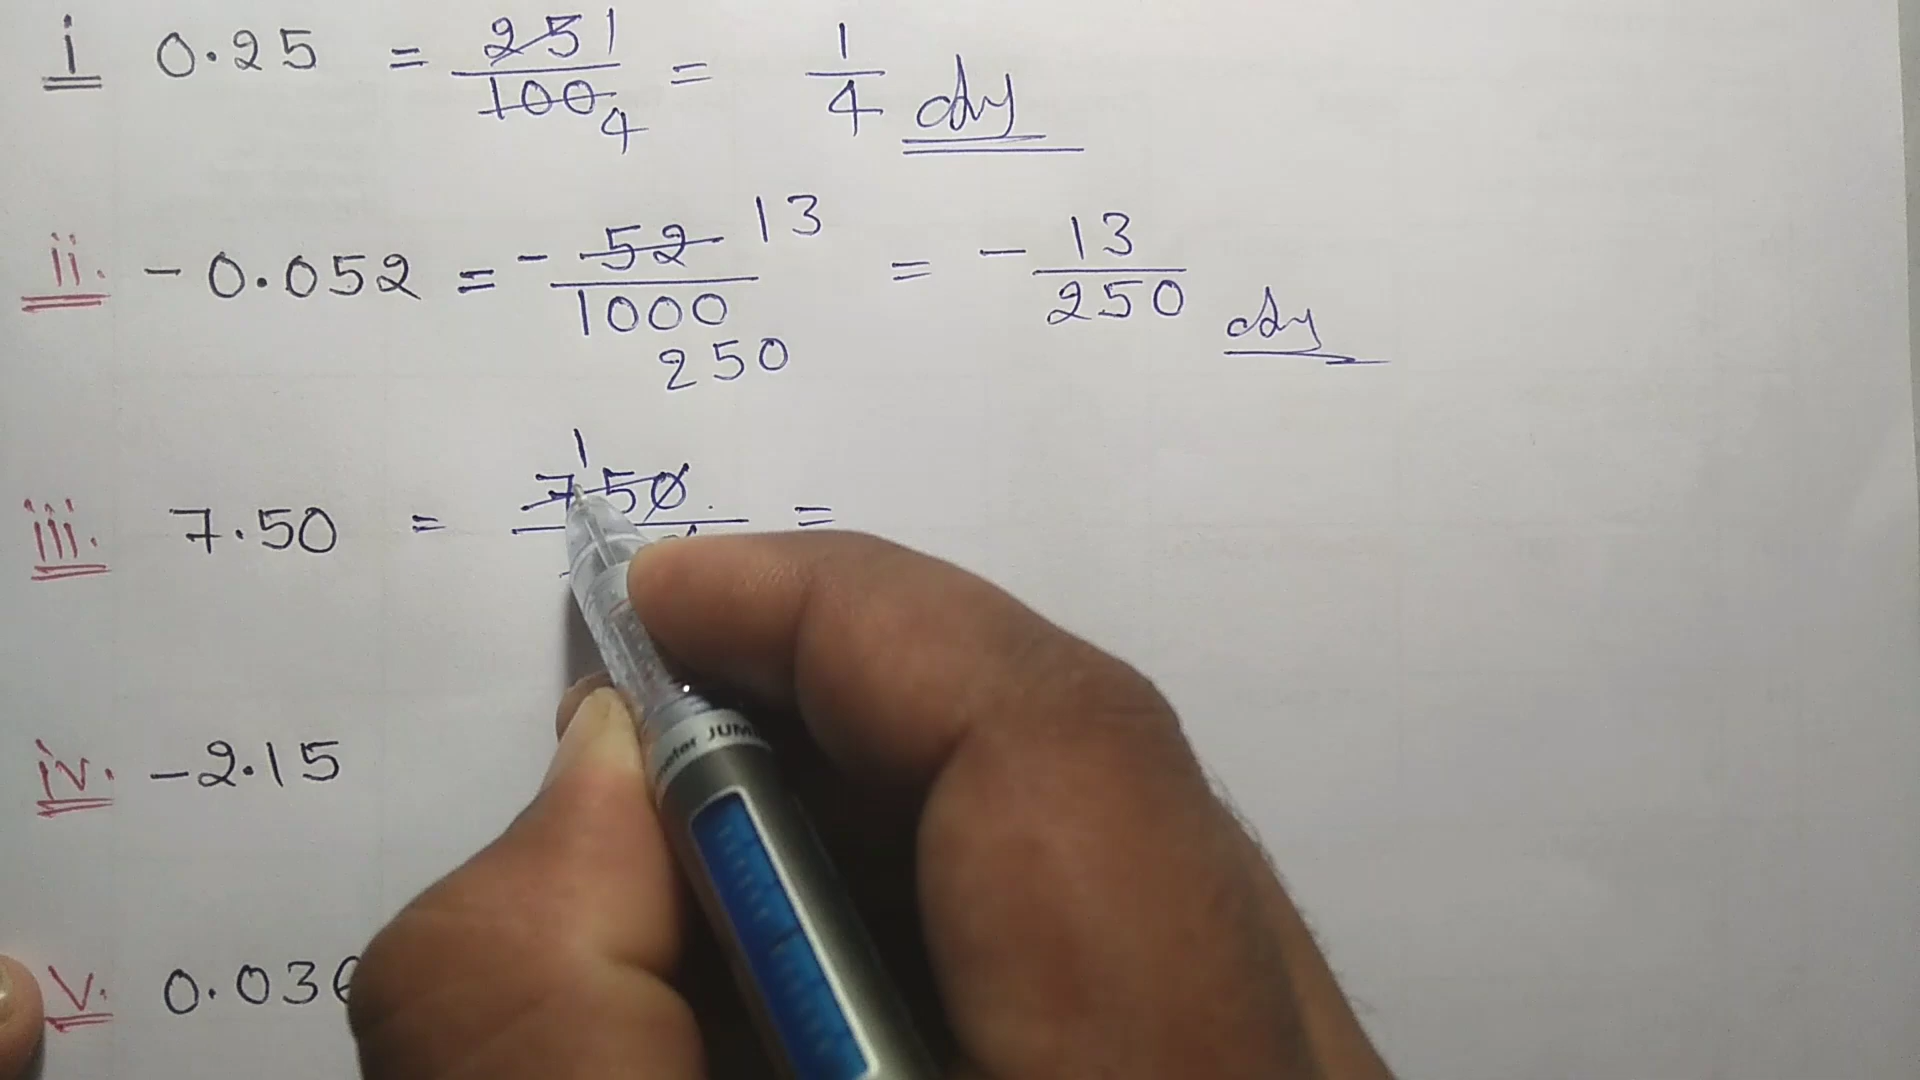 i 0.25 = 25 1 / 100 4 = 1 / 4 Ans
ii. - 0.052 = - 52 13 / 1000 250 = - 13 / 250 Ans
iii. 7.50 = 1 750 =
iv. -2.15
v. 0.036